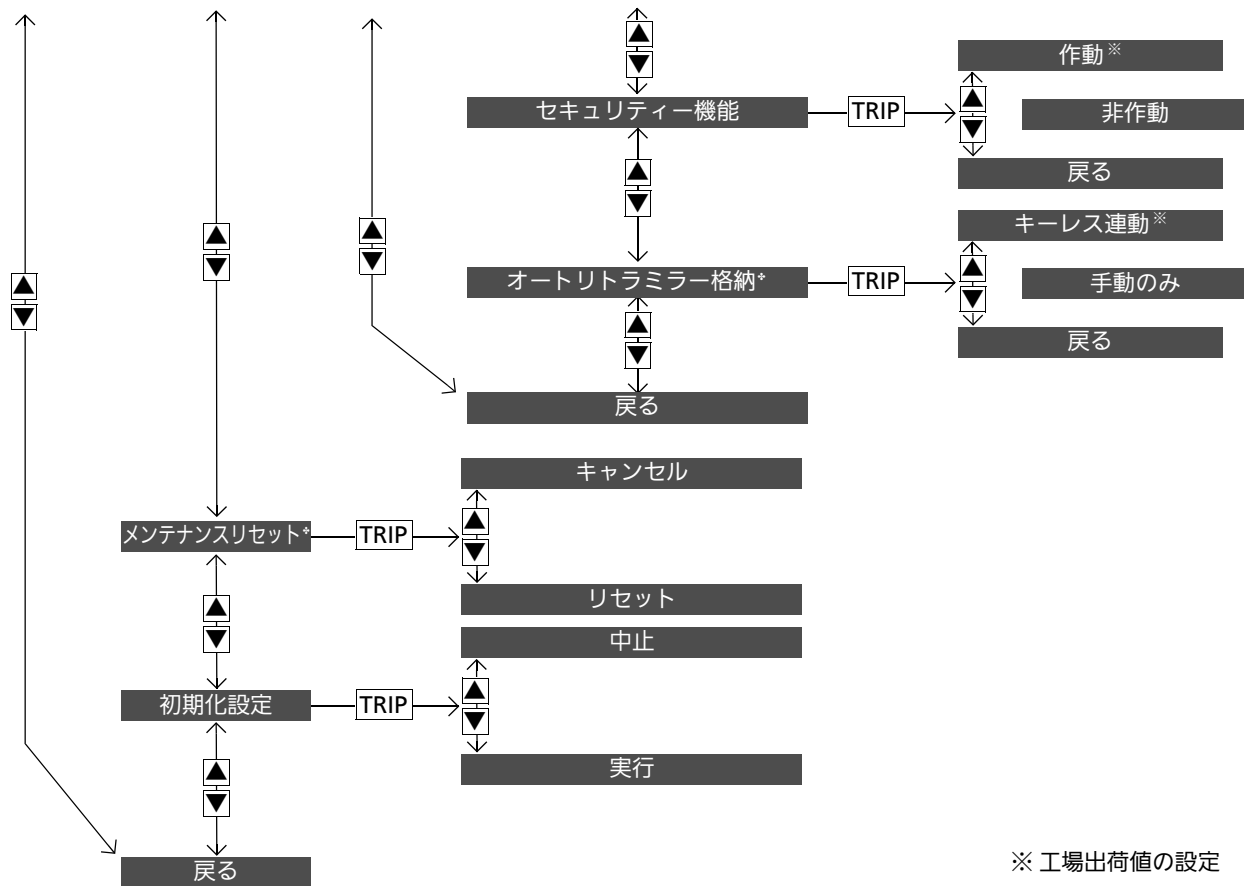 ▲
▼
作動※
セキュリティー機能
TRIP
▲
▼
非作動
戻る
▲
▼
キーレス連動※
オートリトラミラー格納*
TRIP
▲
▼
手動のみ
戻る
▲
▼
戻る
▲
▼
▲
▼
▲
▼
キャンセル
メンテナンスリセット*
TRIP
▲
▼
リセット
▲
▼
中止
初期化設定
TRIP
▲
▼
実行
▲
▼
戻る
※ 工場出荷値の設定